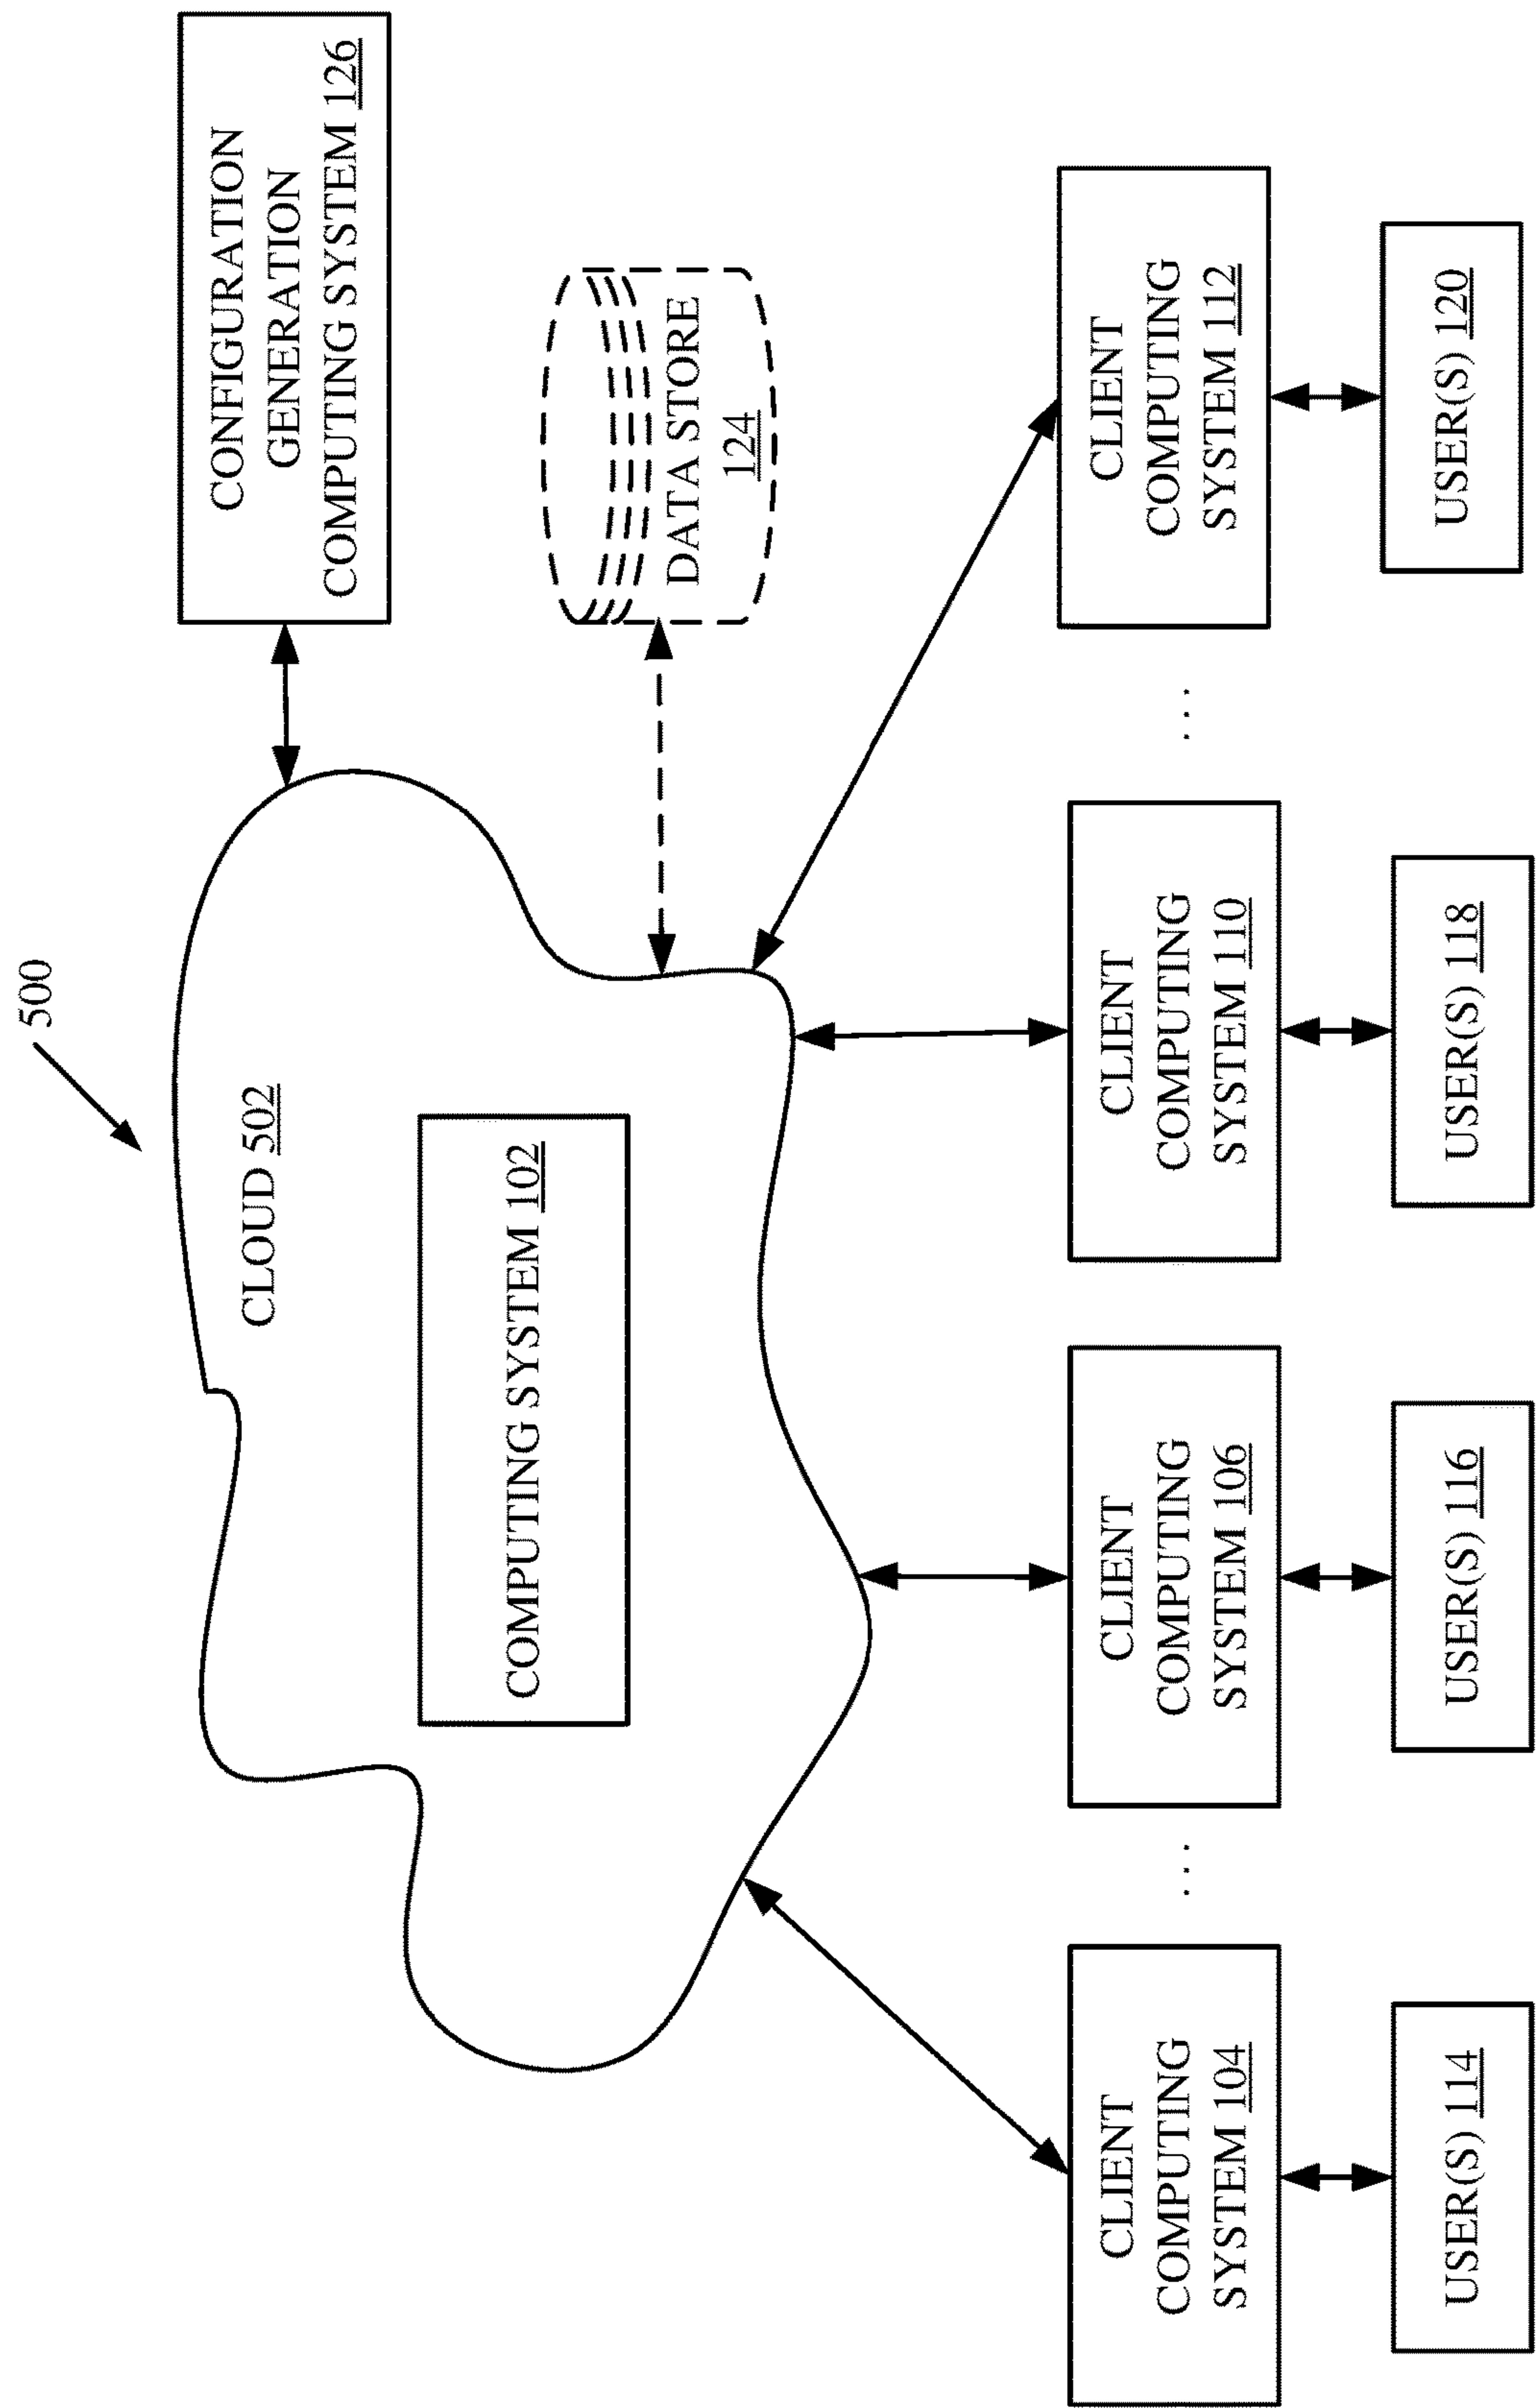 500
CLOUD 502
COMPUTING SYSTEM 102
CONFIGURATION
GENERATION
COMPUTING SYSTEM 126
DATA STORE
124
CLIENT
COMPUTING
SYSTEM 104
...
CLIENT
COMPUTING
SYSTEM 106
CLIENT
COMPUTING
SYSTEM 110
...
CLIENT
COMPUTING
SYSTEM 112
USER(S) 114
USER(S) 116
USER(S) 118
USER(S) 120